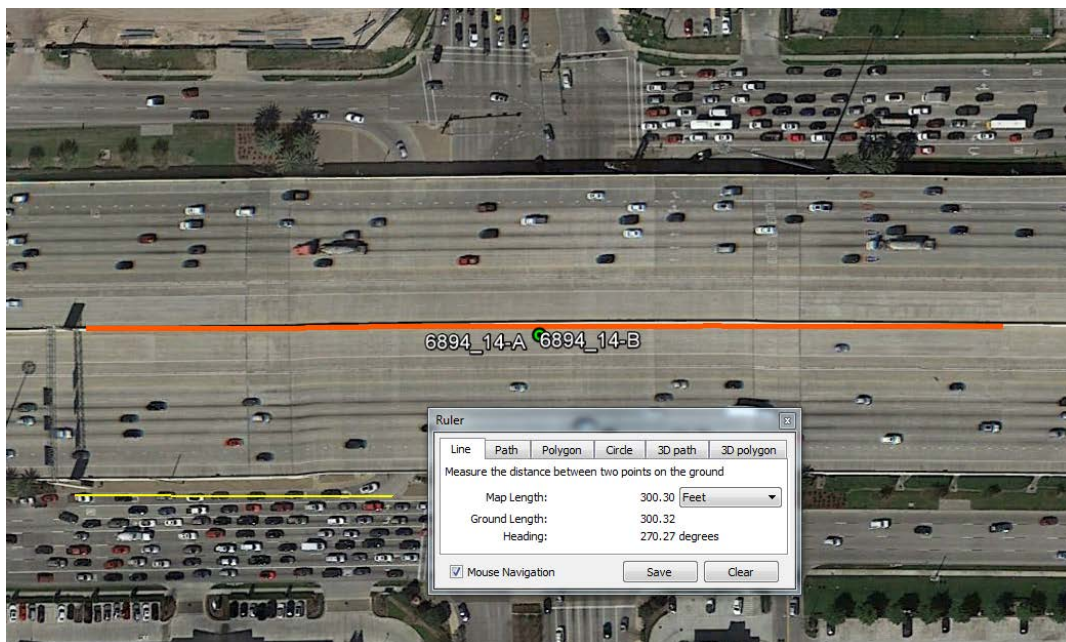 6894_14-A 6894_14-B
Ruler
Line Path Polygon Circle 3D path 3D polygon
Measure the distance between two points on the ground
Map Length: 300.30 Feet
Ground Length: 300.32
Heading: 270.27 degrees
Mouse Navigation Save Clear